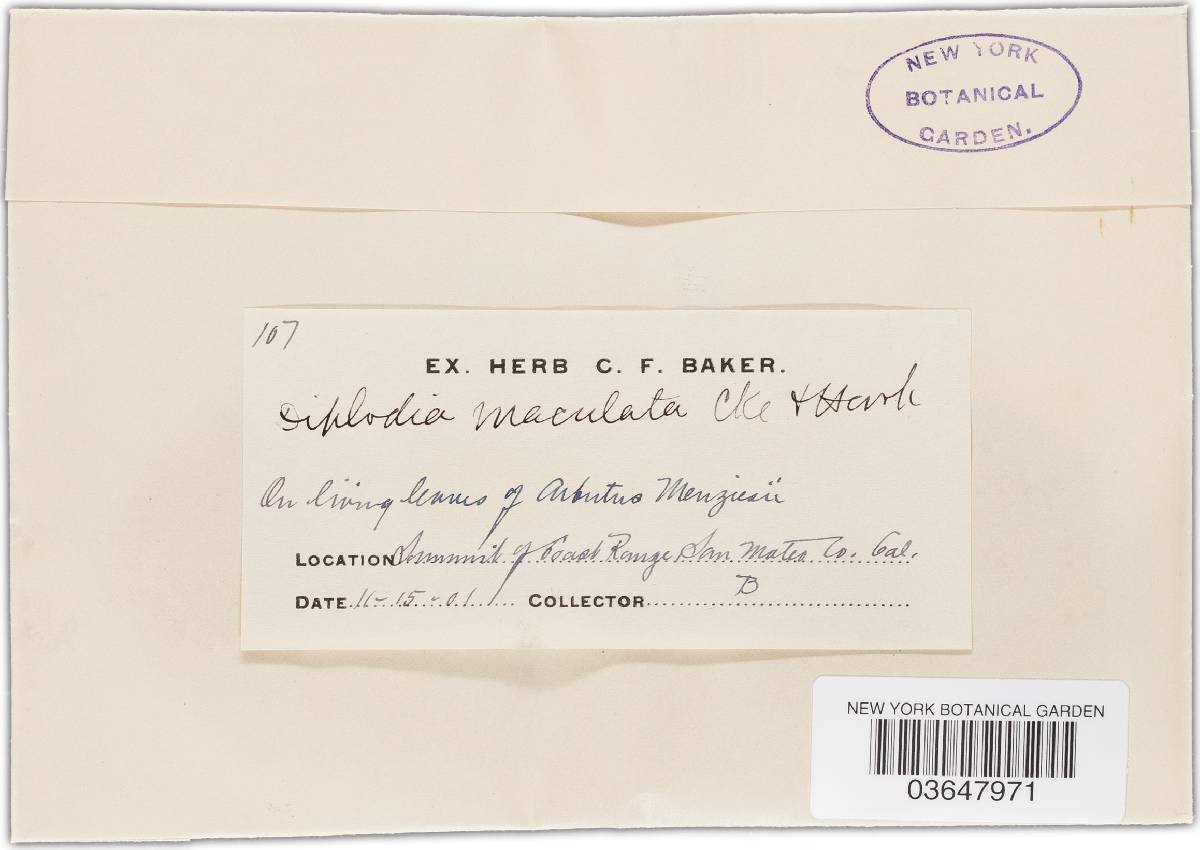 NEW YORK
BOTANICAL
GARDEN.
107
EX. HERB C. F. BAKER.
Diplodia maculata Cke & Hark
On living leaves of Arbutus Menziesii
LOCATION Summit of Coast Range San Mateo Co. Cal.
DATE 11-15-01 COLLECTOR B
NEW YORK BOTANICAL GARDEN
03647971